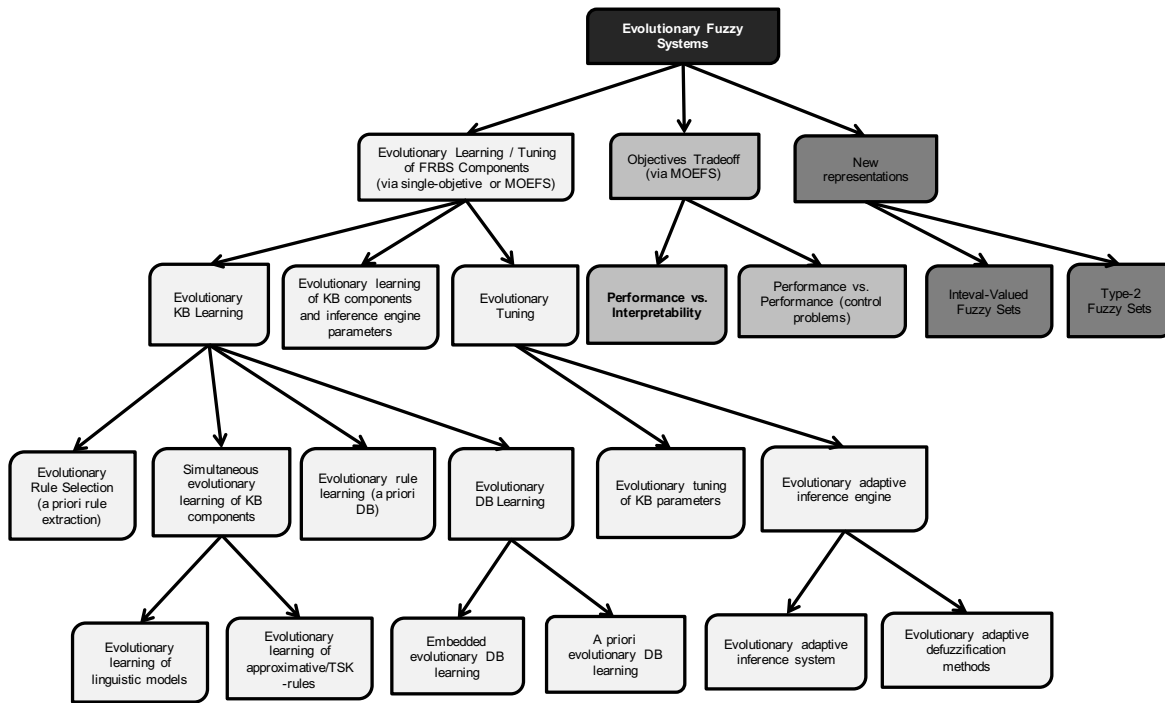 Evolutionary Fuzzy
Systems
Evolutionary Learning / Tuning
of FRBS Components
(via single-objetive or MOEFS)
Objectives Tradeoff
(via MOEFS)
New
representations
Evolutionary
KB Learning
Evolutionary learning
of KB components
and inference engine
parameters
Evolutionary
Tuning
Performance vs.
Interpretability
Performance vs.
Performance (control
problems)
Inteval-Valued
Fuzzy Sets
Type-2
Fuzzy Sets
Evolutionary
Rule Selection
(a priori rule
extraction)
Simultaneous
evolutionary
learning of KB
components
Evolutionary rule
learning (a priori
DB)
Evolutionary
DB Learning
Evolutionary tuning
of KB parameters
Evolutionary adaptive
inference engine
Evolutionary
learning of
linguistic models
Evolutionary
learning of
approximative/TSK
-rules
Embedded
evolutionary DB
learning
A priori
evolutionary DB
learning
Evolutionary adaptive
inference system
Evolutionary adaptive
defuzzification
methods